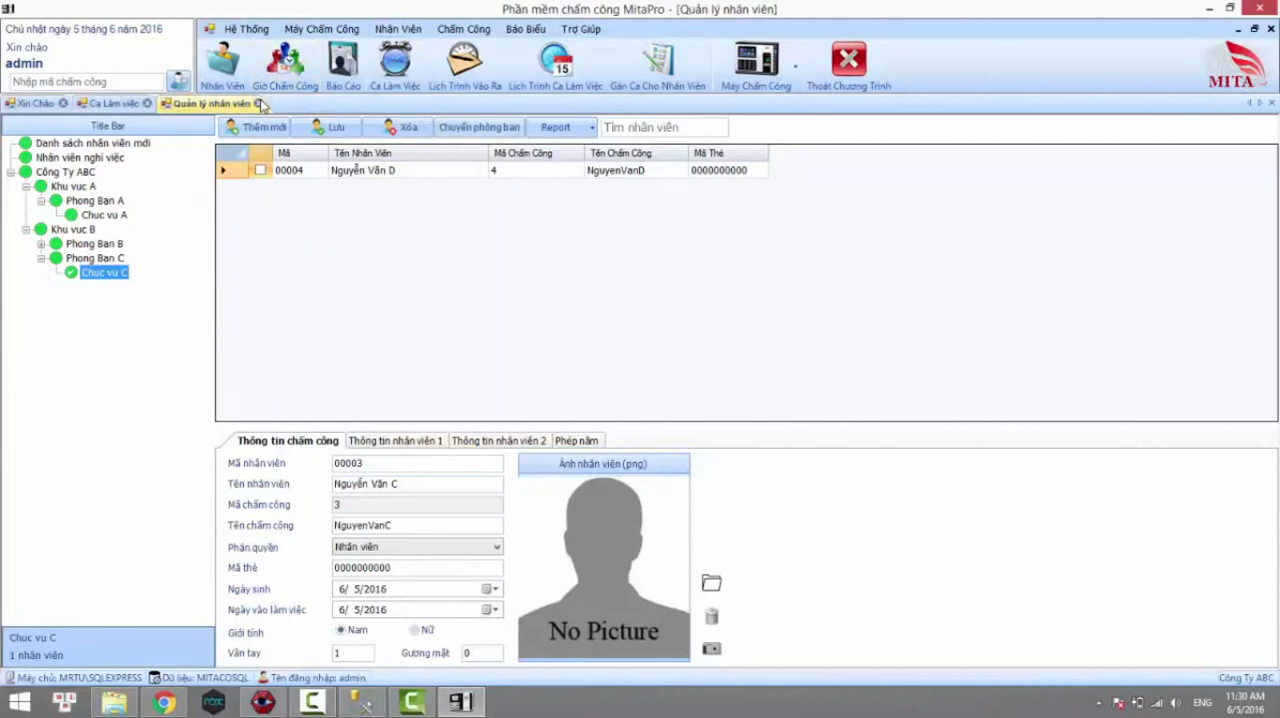 Phần mềm chấm công MitaPro - [Quản lý nhân viên]
Chủ nhật ngày 5 tháng 6 năm 2016
Xin chào
admin
Nhập mã chấm công
Hệ Thống Máy Chấm Công Nhân Viên Chấm Công Báo Biểu Trợ Giúp
Nhân Viên Giờ Chấm Công Báo Cáo Ca Làm Việc Lịch Trình Vào Ra Lịch Trình Ca Làm Việc Gán Ca Cho Nhân Viên Máy Chấm Công Thoát Chương Trình
15
MITA
Xin Chào Ca Làm việc Quản lý nhân viên
Title Bar
Danh sách nhân viên mới
Nhân viên nghỉ việc
Công Ty ABC
Khu vuc A
Phong Ban A
Chuc vu A
Khu vuc B
Phong Ban B
Phong Ban C
Chuc vu C
Thêm mới Lưu Xóa Chuyển phòng ban Report Tìm nhân viên
Mã Tên Nhân Viên Mã Chấm Công Tên Chấm Công Mã Thẻ
00004 Nguyễn Văn D 4 NguyenVanD 0000000000
Thông tin chấm công Thông tin nhân viên 1 Thông tin nhân viên 2 Phép năm
Mã nhân viên 00003
Tên nhân viên Nguyễn Văn C
Mã chấm công 3
Tên chấm công NguyenVanC
Phân quyền Nhân viên
Mã thẻ 0000000000
Ngày sinh 6/ 5/2016
Ngày vào làm việc 6/ 5/2016
Giới tính Nam Nữ
Vân tay 1 Gương mặt 0
Ảnh nhân viên (png)
No Picture
Chuc vu C
1 nhân viên
Máy chủ: MRTU\SQLEXPRESS Dữ liệu: MITACOSQL Tên đăng nhập: admin Công Ty ABC
nox
ENG
11:30 AM
6/5/2016